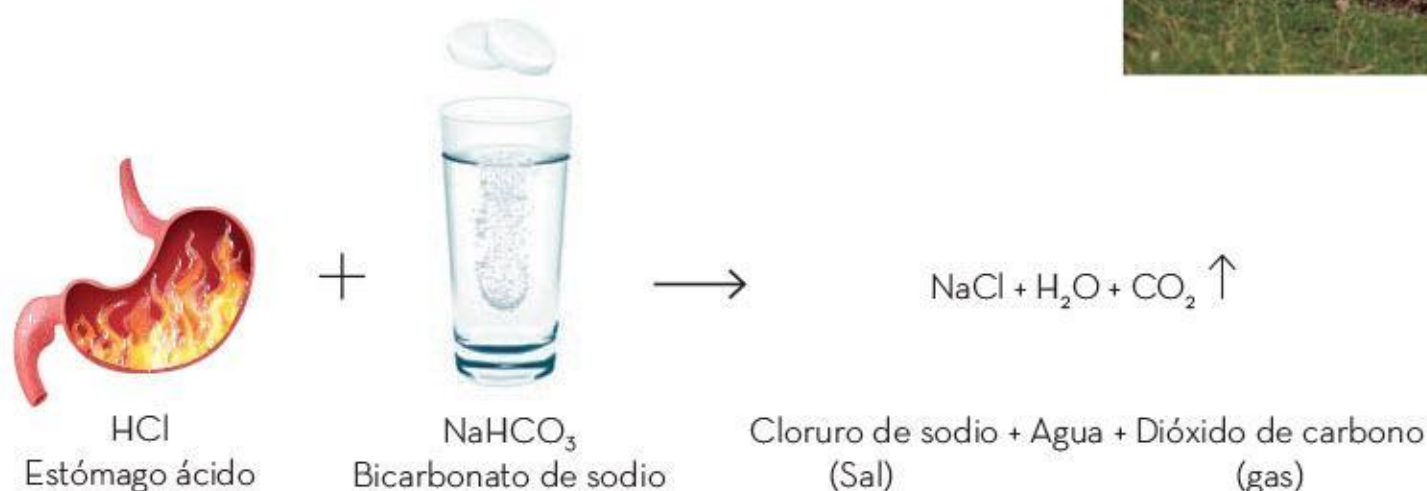 + → NaCl + H₂O + CO₂ ↑
HCl NaHCO₃ Cloruro de sodio + Agua + Dióxido de carbono
Estómago ácido Bicarbonato de sodio (Sal) (gas)